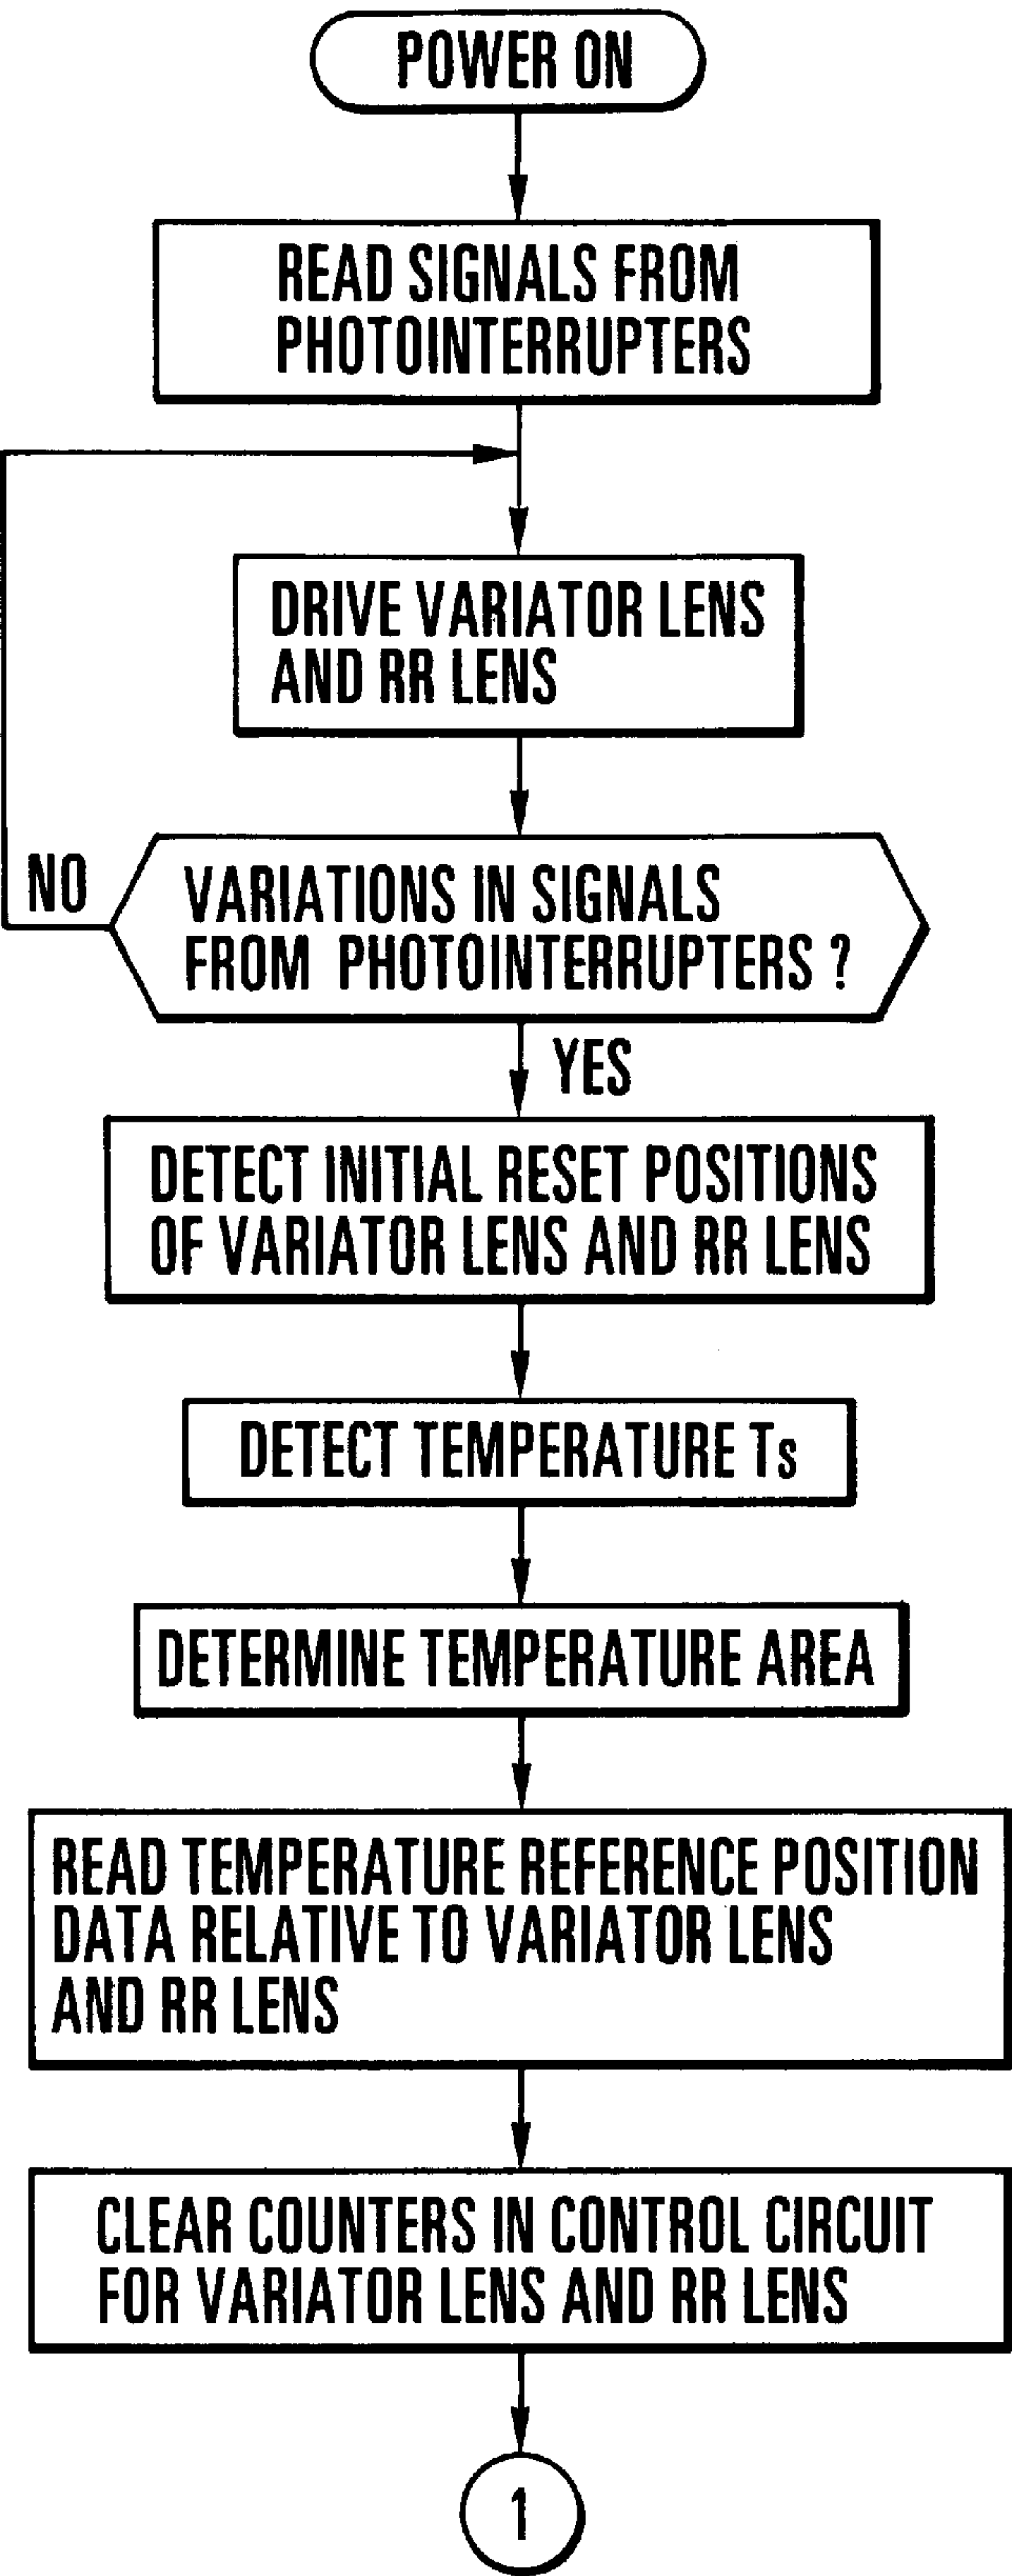 POWER ON
READ SIGNALS FROM
PHOTOINTERRUPTERS
DRIVE VARIATOR LENS
AND RR LENS
NO
VARIATIONS IN SIGNALS
FROM PHOTOINTERRUPTERS ?
YES
DETECT INITIAL RESET POSITIONS
OF VARIATOR LENS AND RR LENS
DETECT TEMPERATURE Ts
DETERMINE TEMPERATURE AREA
READ TEMPERATURE REFERENCE POSITION
DATA RELATIVE TO VARIATOR LENS
AND RR LENS
CLEAR COUNTERS IN CONTROL CIRCUIT
FOR VARIATOR LENS AND RR LENS
1